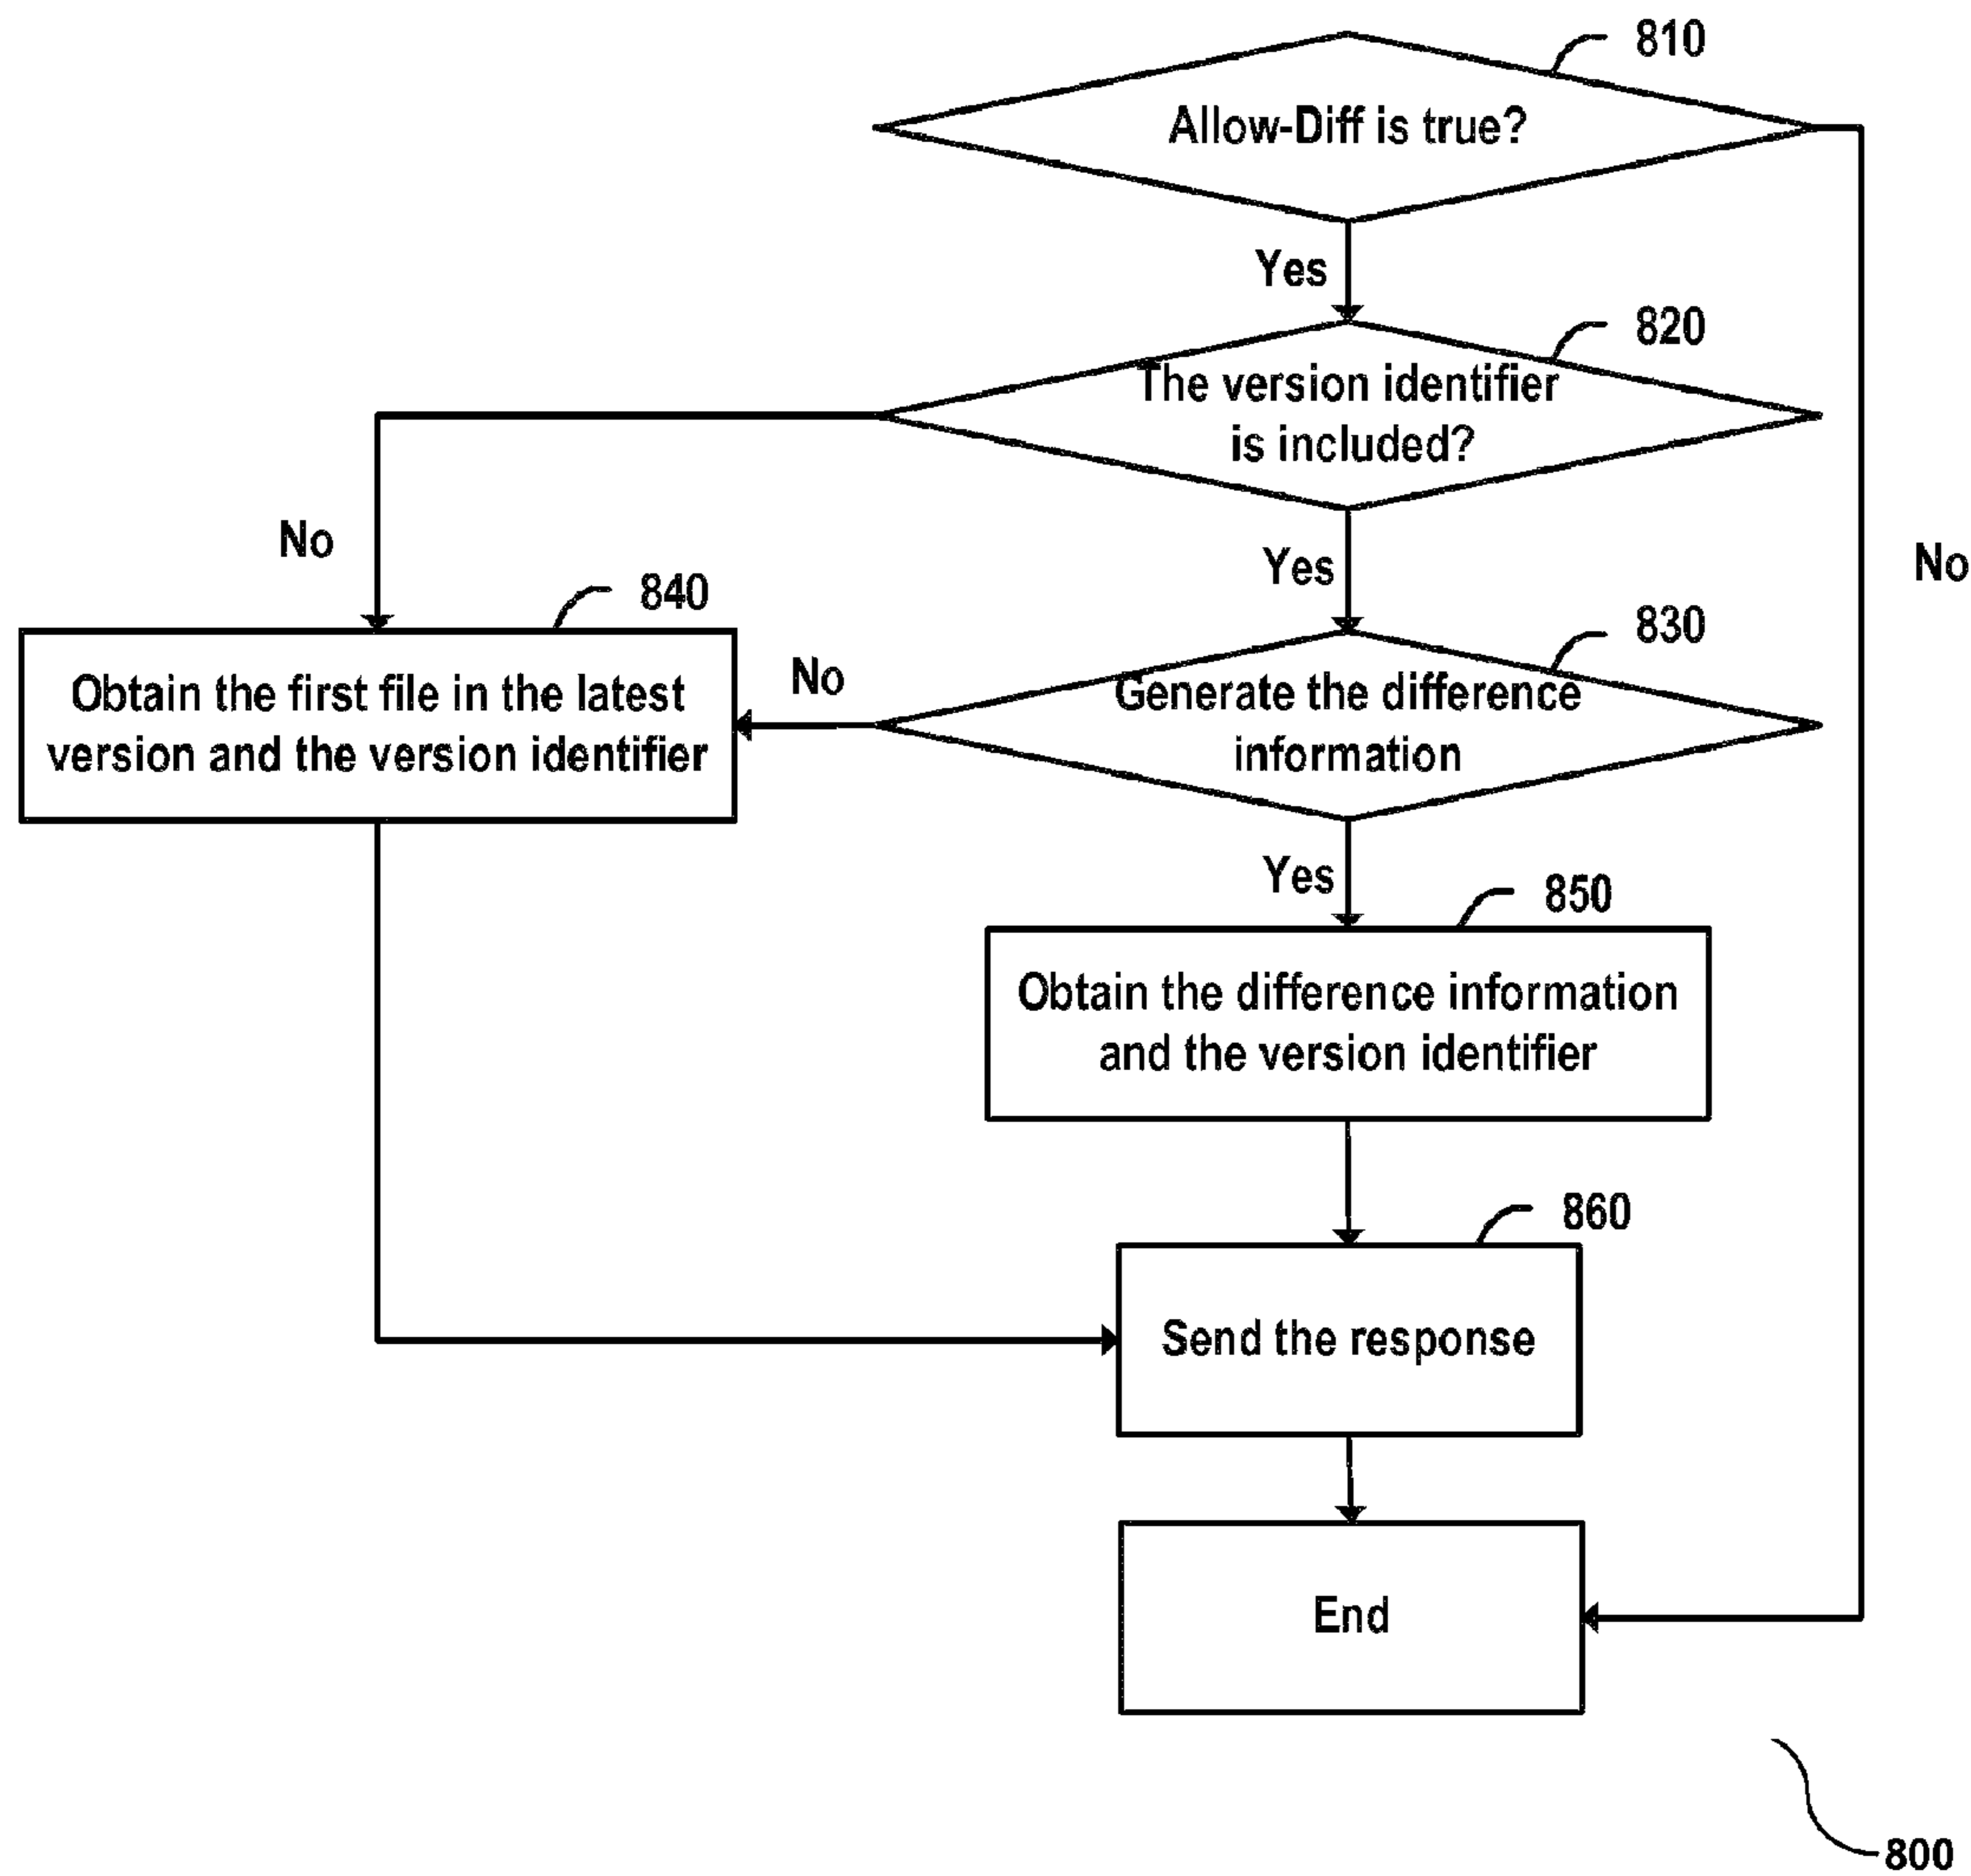 810
Allow-Diff is true?
Yes
820
The version identifier
is included?
No
Yes
No
840
830
Obtain the first file in the latest
version and the version identifier
No
Generate the difference
information
Yes
850
Obtain the difference information
and the version identifier
860
Send the response
End
800